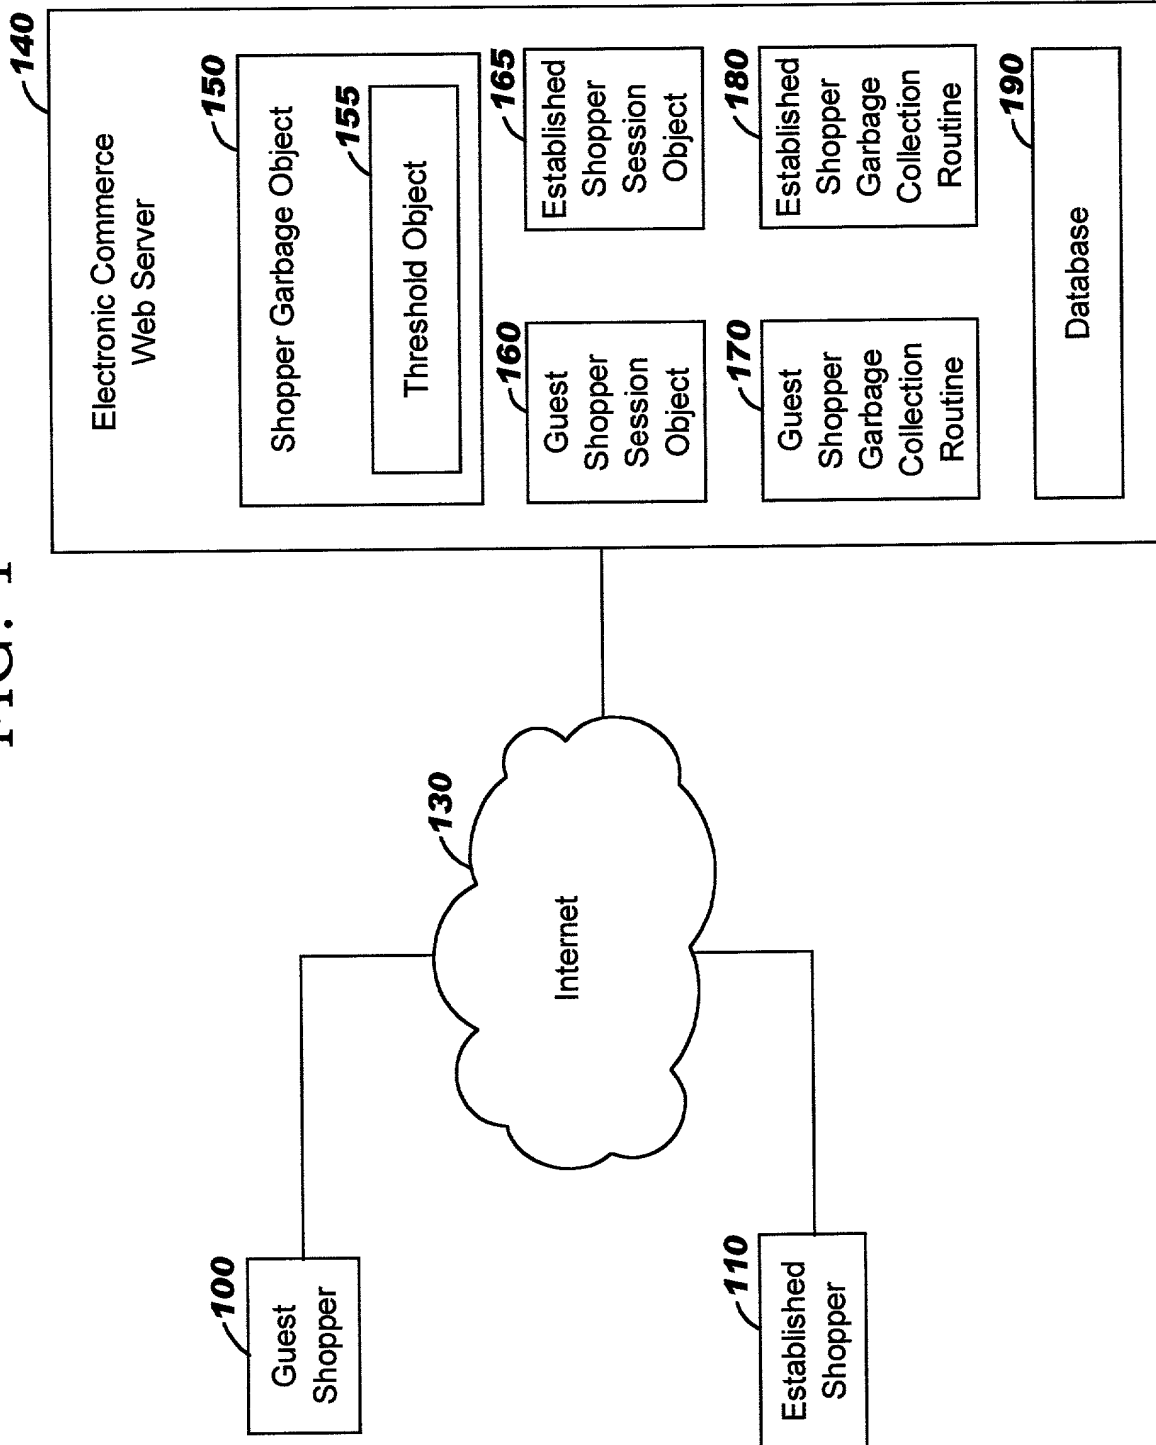 FIG. 1
140
Electronic Commerce
Web Server
150
Shopper Garbage Object
155
Threshold Object
160
Guest
Shopper
Session
Object
165
Established
Shopper
Session
Object
170
Guest
Shopper
Garbage
Collection
Routine
180
Established
Shopper
Garbage
Collection
Routine
190
Database
130
Internet
100
Guest
Shopper
110
Established
Shopper